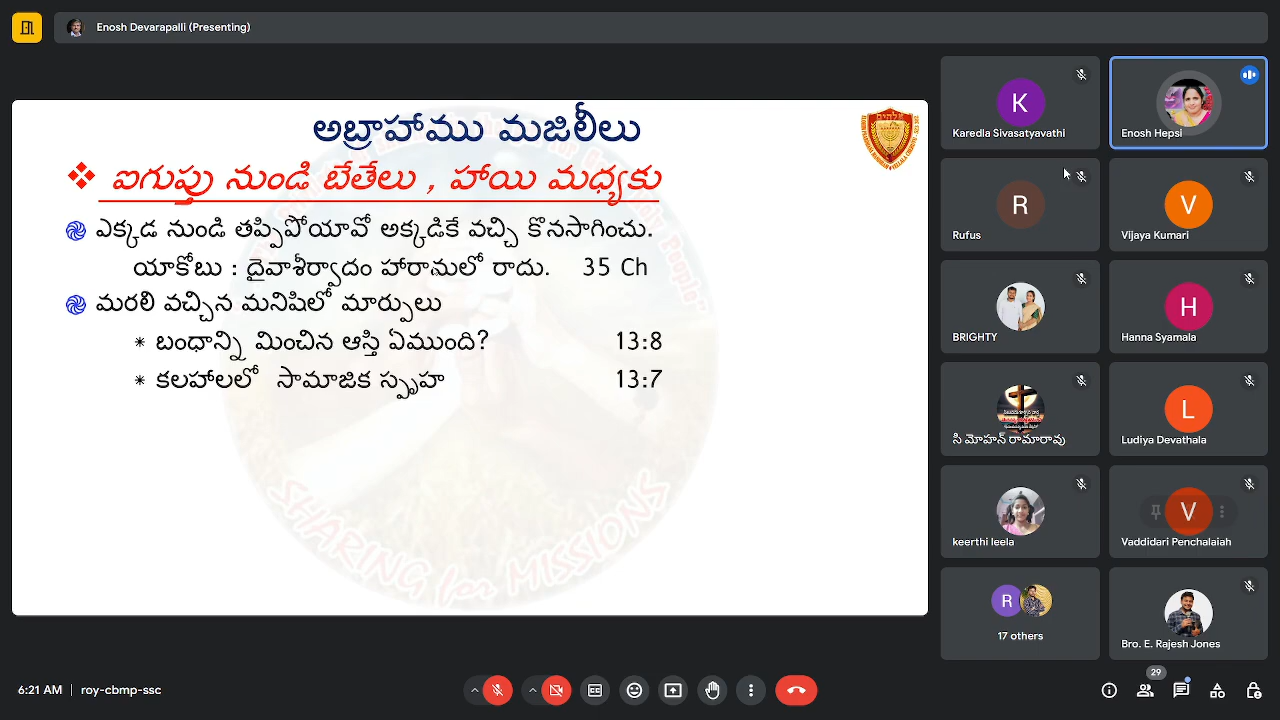 Enosh Devarapalli (Presenting)
అబ్రాహాము మజిలీలు
❖ ఐగుప్తు నుండి బేతేలు , హాయి మధ్యకు
ఎక్కడ నుండి తప్పిపోయావో అక్కడికే వచ్చి కొనసాగించు.
యాకోబు : దైవాశీర్వాదం హారానులో రాదు. 35 Ch
మరలి వచ్చిన మనిషిలో మార్పులు
* బంధాన్ని మించిన ఆస్తి ఏముంది? 13:8
* కలహాలలో సామాజిక స్పృహ 13:7
SHARING for MISSIONS
K
Karedla Sivasatyavathi
Enosh Hepsi
R
Rufus
V
Vijaya Kumari
BRIGHTY
H
Hanna Syamala
సి మోహన్ రామారావు
L
Ludiya Devathala
keerthi leela
V
Vaddidari Penchalaiah
R
17 others
Bro. E. Rajesh Jones
6:21 AM | roy-cbmp-ssc
29